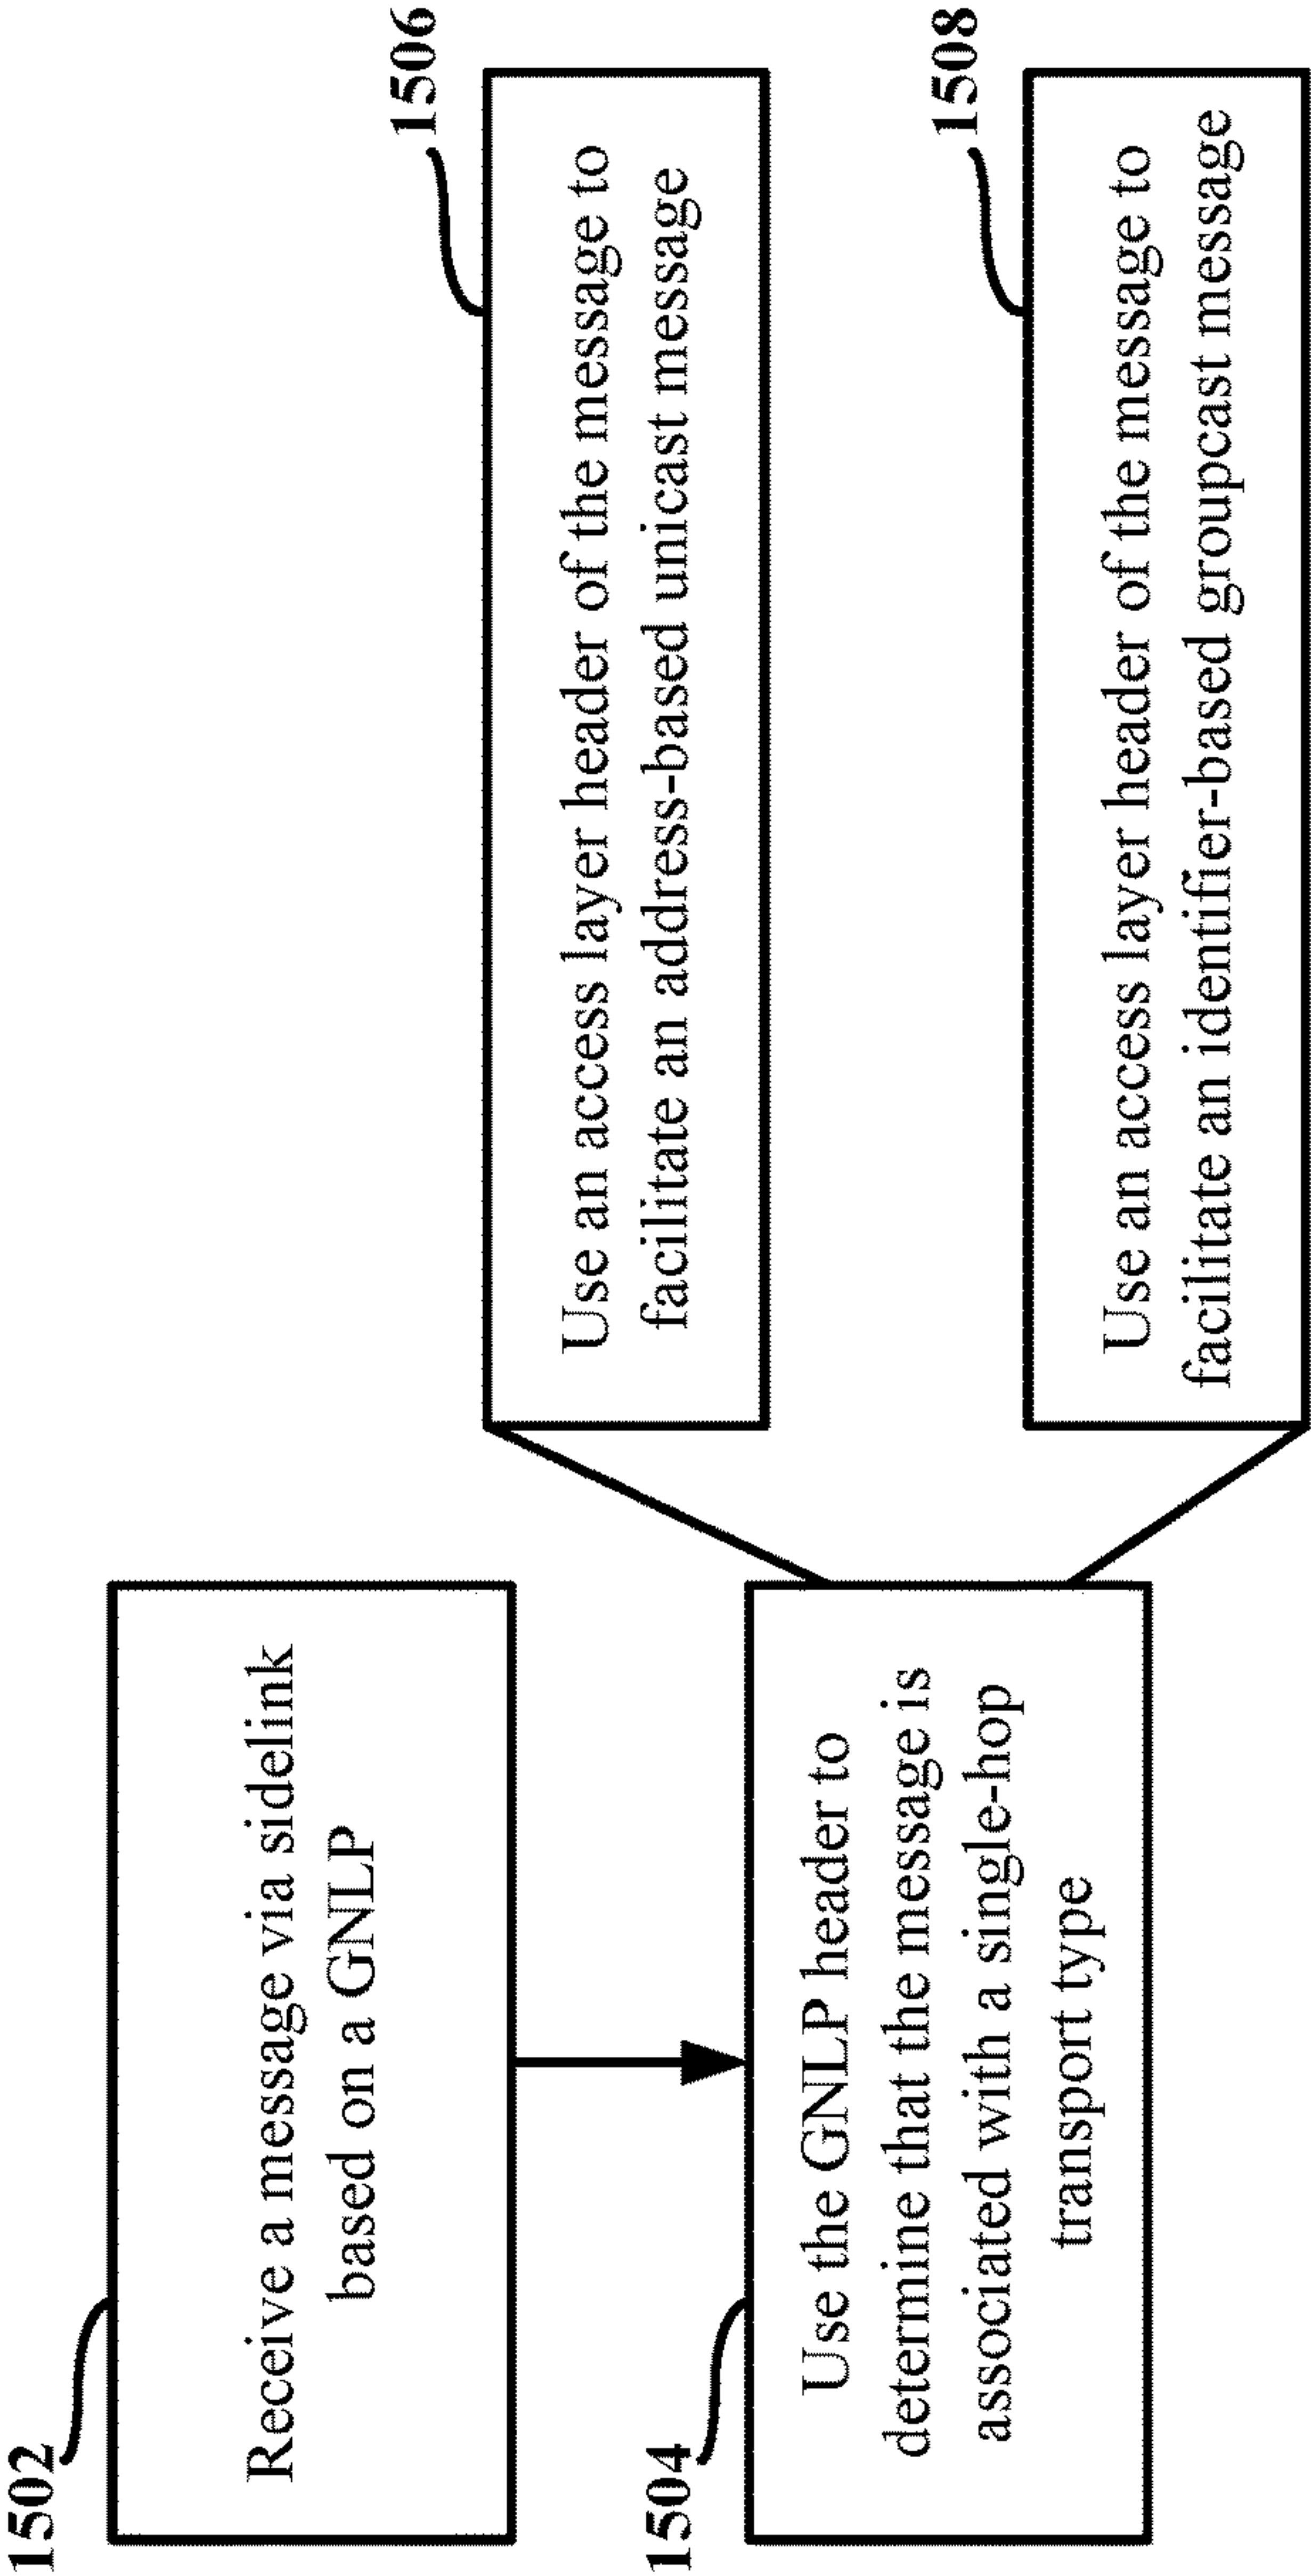 1502
Receive a message via sidelink
based on a GNLP
1504
Use the GNLP header to
determine that the message is
associated with a single-hop
transport type
1506
Use an access layer header of the message to
facilitate an address-based unicast message
1508
Use an access layer header of the message to
facilitate an identifier-based groupcast message